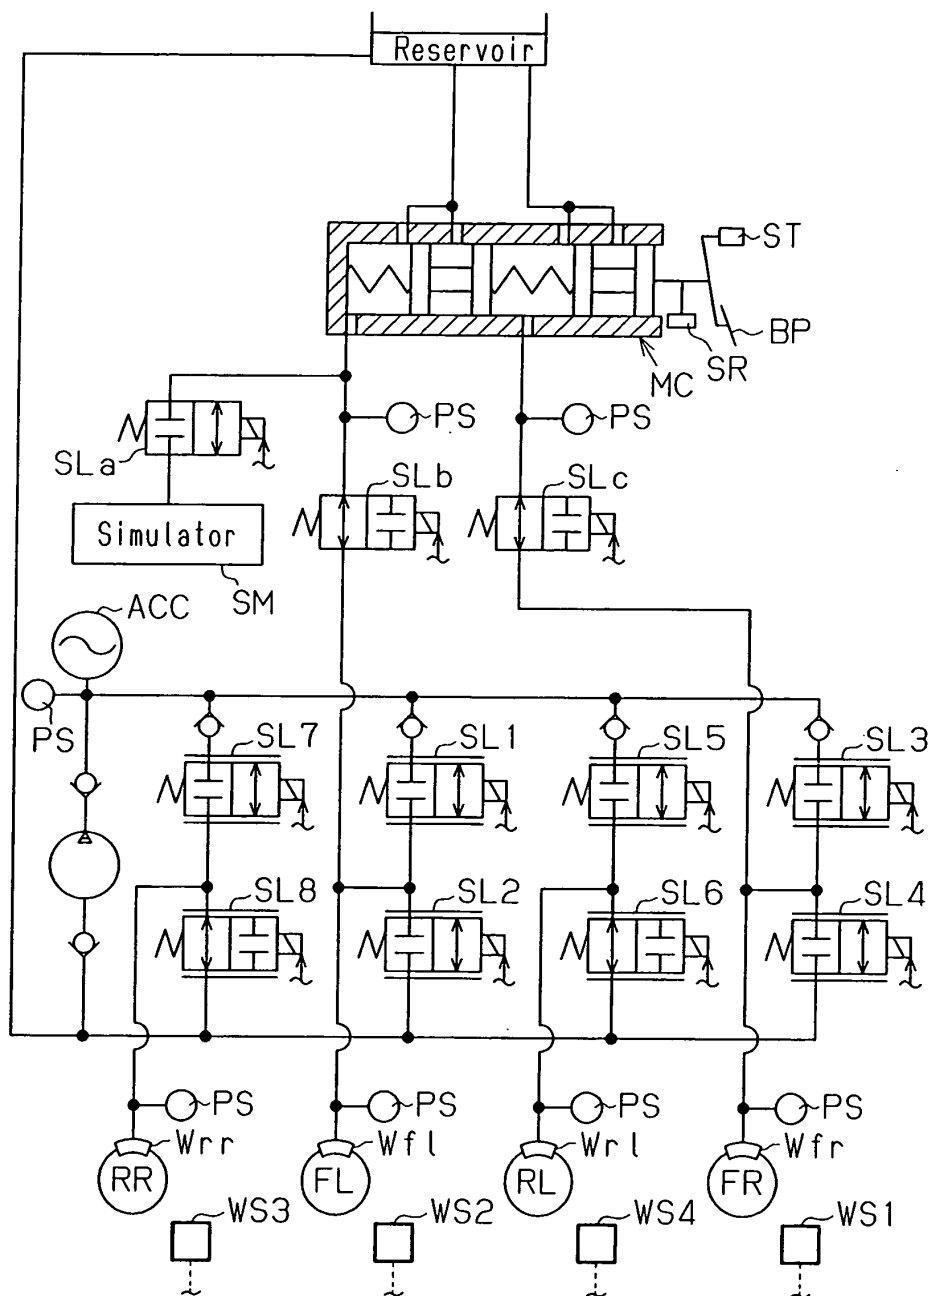 Reservoir
ST
BP
SR
MC
PS
PS
SLa
SLb
SLc
Simulator
SM
ACC
PS
SL7
SL1
SL5
SL3
SL8
SL2
SL6
SL4
PS
PS
PS
PS
Wrr
Wfl
Wrl
Wfr
RR
FL
RL
FR
WS3
WS2
WS4
WS1